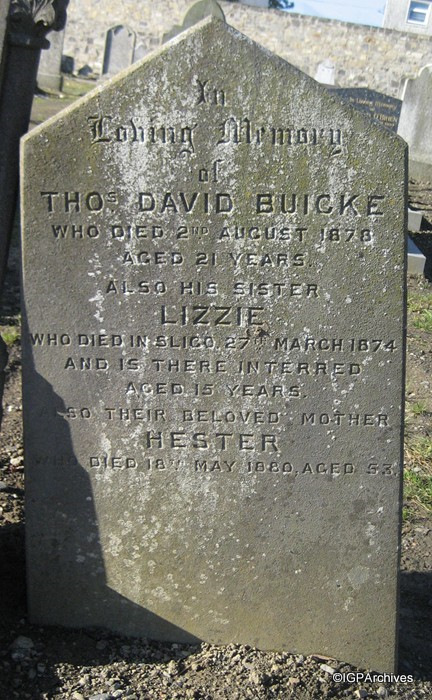 In
Loving Memory
of
THOS DAVID BUICKE
WHO DIED 2ND AUGUST 1878
AGED 21 YEARS.
ALSO HIS SISTER
LIZZIE
WHO DIED IN SLIGO 27TH MARCH 1874
AND IS THERE INTERRED
AGED 15 YEARS.
ALSO THEIR BELOVED MOTHER
HESTER
WHO DIED 18TH MAY 1880, AGED 53.
©IGPArchives